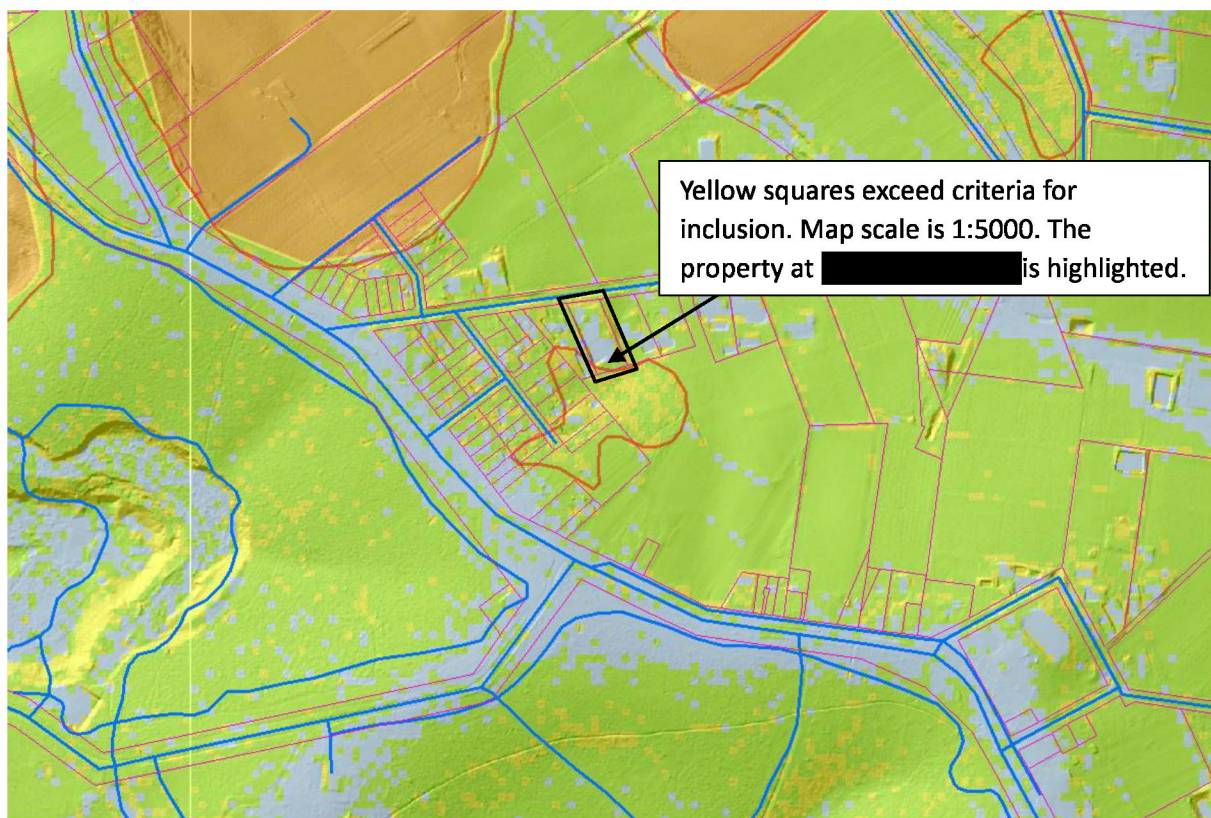 Yellow squares exceed criteria for
inclusion. Map scale is 1:5000. The
property at is highlighted.